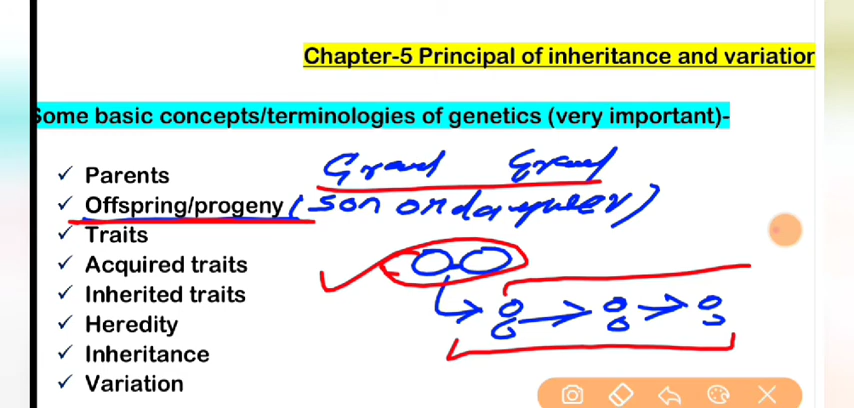 Chapter-5 Principal of inheritance and variation
Some basic concepts/terminologies of genetics (very important)-
✓ Parents
Grand Grand
✓ Offspring/progeny (son or daughter)
✓ Traits
✓ Acquired traits
✓ Inherited traits
✓ Heredity
✓ Inheritance
✓ Variation